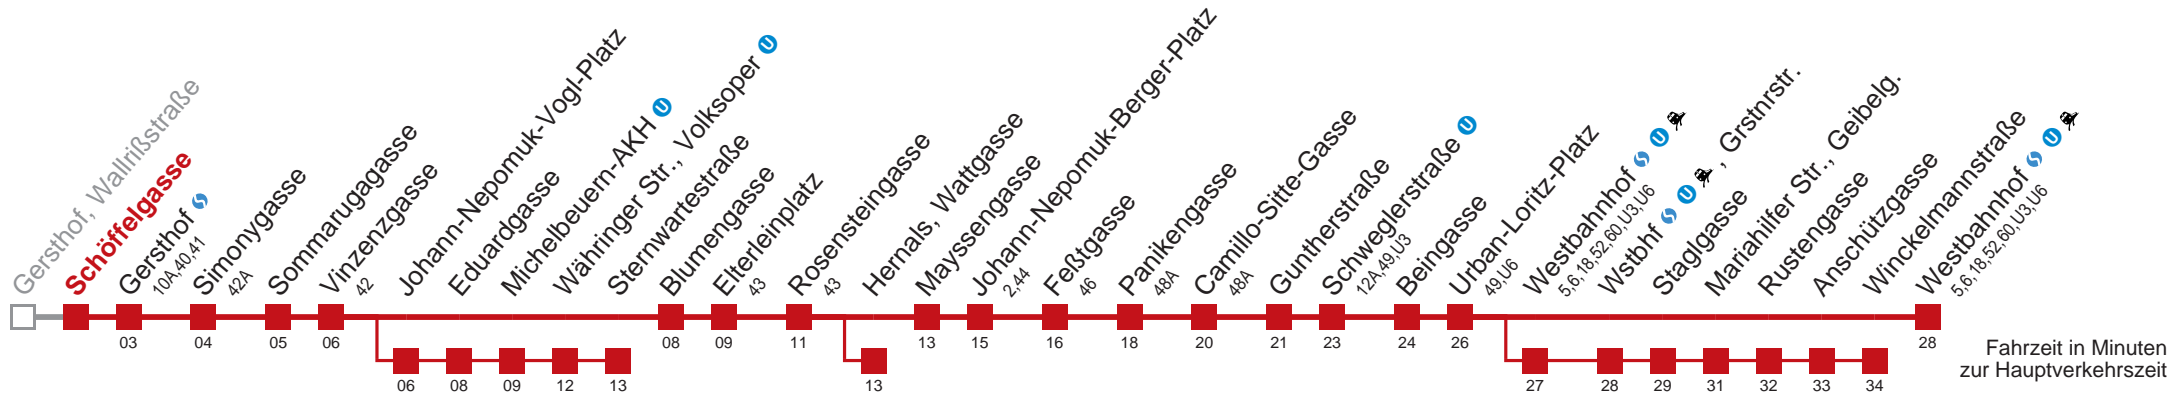 Gersthof, Wallrißstraße
Schöffelgasse
Gersthof
10A,40,41
Simonygasse
42A
Sommarugagasse
Vinzenzgasse
42
Johann-Nepomuk-Vogl-Platz
Eduardgasse
Michelbeuern-AKH U
Währinger Str., Volksoper U
Sternwartestraße
Blumengasse
Elterleinplatz
43
Rosensteingasse
43
Hernals, Wattgasse
Mayssengasse
Johann-Nepomuk-Berger-Platz
2,44
Feßtgasse
46
Panikengasse
48A
Camillo-Sitte-Gasse
48A
Guntherstraße
Schweglerstraße U
12A,49,U3
Beingasse
Urban-Loritz-Platz
49,U6
Westbahnhof U
5,6,18,52,60,U3,U6
Wstbhf U , Grstnrstr.
Staglgasse
Mariahilfer Str., Geibelg.
Rustengasse
Anschützgasse
Winckelmannstraße
Westbahnhof U
5,6,18,52,60,U3,U6
03 04 05 06 08 09 11 13 15 16 18 20 21 23 24 26 28
06 08 09 12 13 13 27 28 29 31 32 33 34
Fahrzeit in Minuten
zur Hauptverkehrszeit